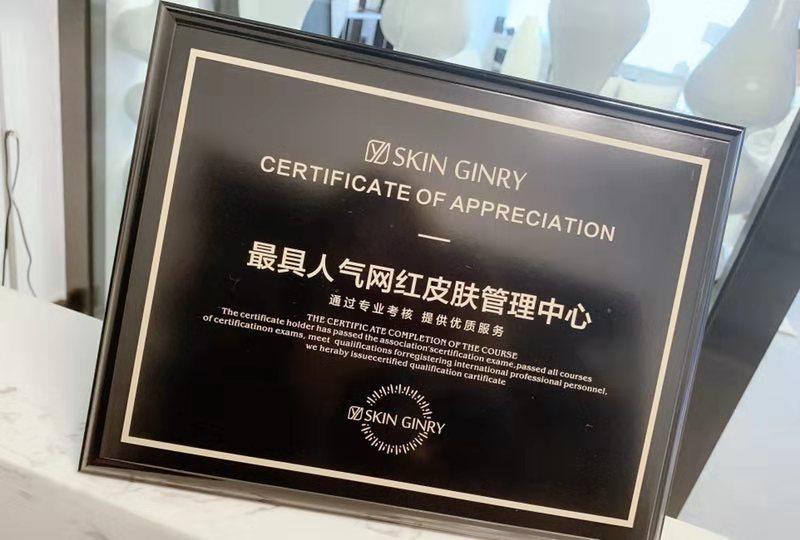 SKIN GINRY
CERTIFICATE OF APPRECIATION
最具人气网红皮肤管理中心
通过专业考核 提供优质服务
THE CERTIFIC ATE COMPLETION OF THE COURSE
The certificate holder has passed the association'scertification exame,passed all courses
of certificatinon exams, meet qualifications forregistering international professional personnel,
we heraby issuecertified qualification cartificate
SKIN GINRY